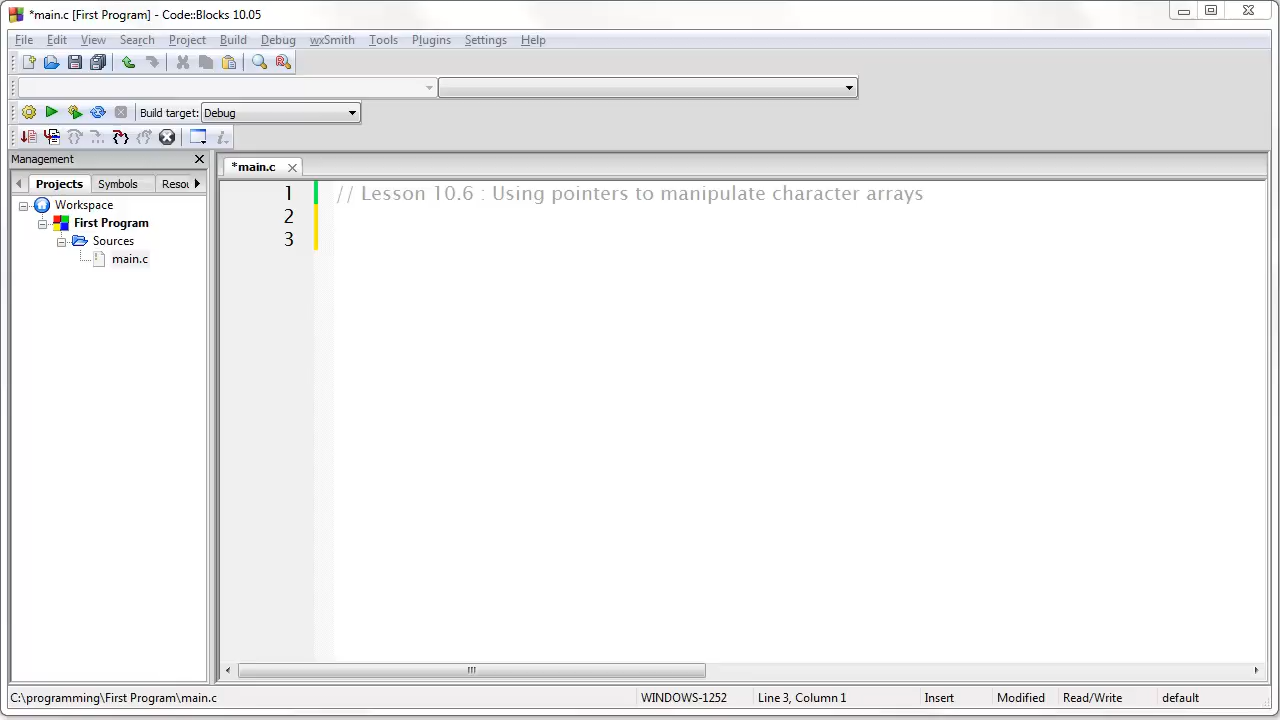 *main.c [First Program] - Code::Blocks 10.05
File Edit View Search Project Build Debug wxSmith Tools Plugins Settings Help
Build target: Debug
Management
*main.c
Projects Symbols Resou
1 // Lesson 10.6 : Using pointers to manipulate character arrays
2
3
Workspace
First Program
Sources
main.c
C:\programming\First Program\main.c WINDOWS-1252 Line 3, Column 1 Insert Modified Read/Write default